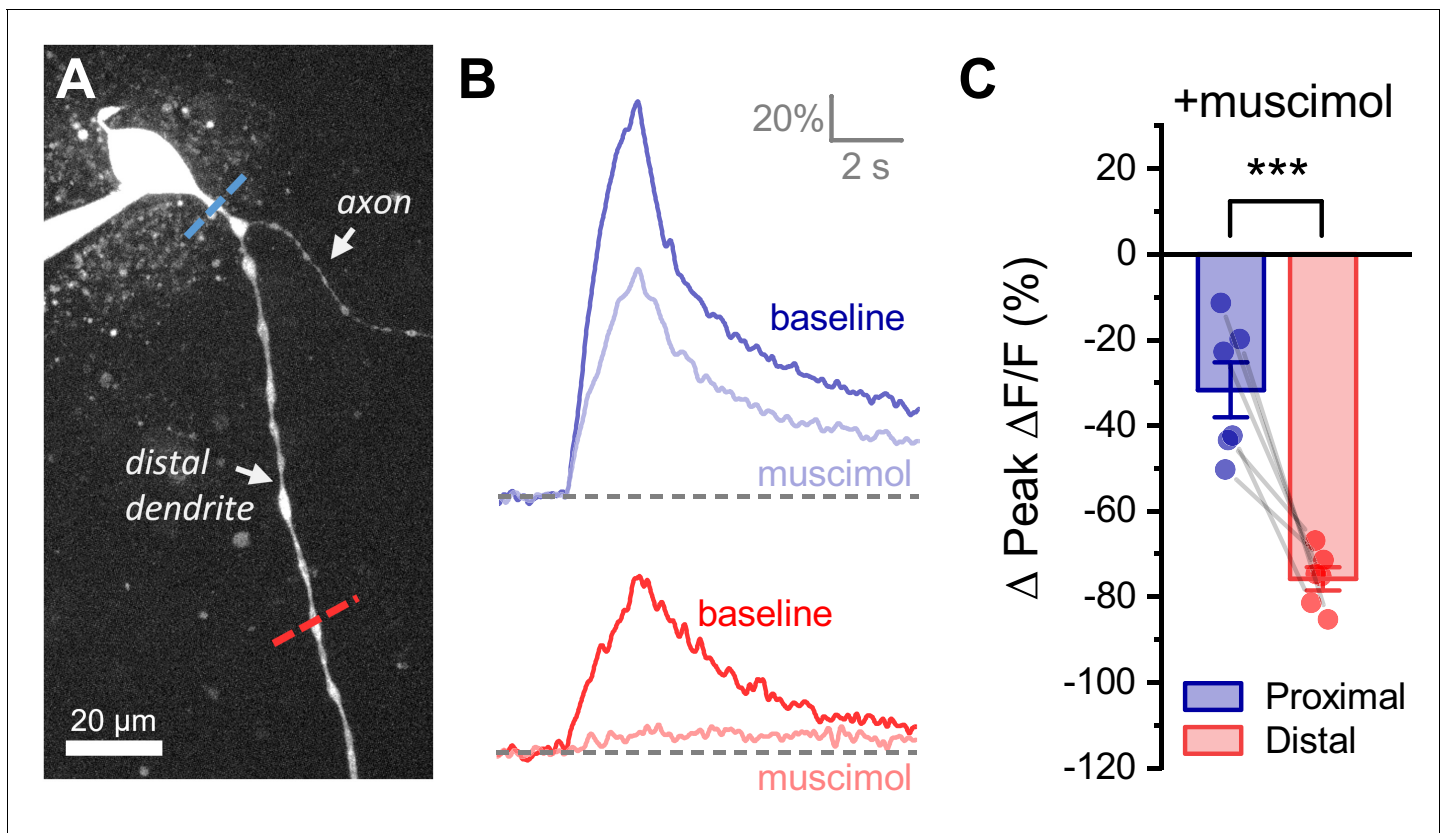 A
axon
distal
dendrite
20 µm
B
20%
2 s
baseline
muscimol
baseline
muscimol
C
+muscimol
***
Δ Peak ΔF/F (%)
20
0
-20
-40
-60
-80
-100
-120
Proximal
Distal